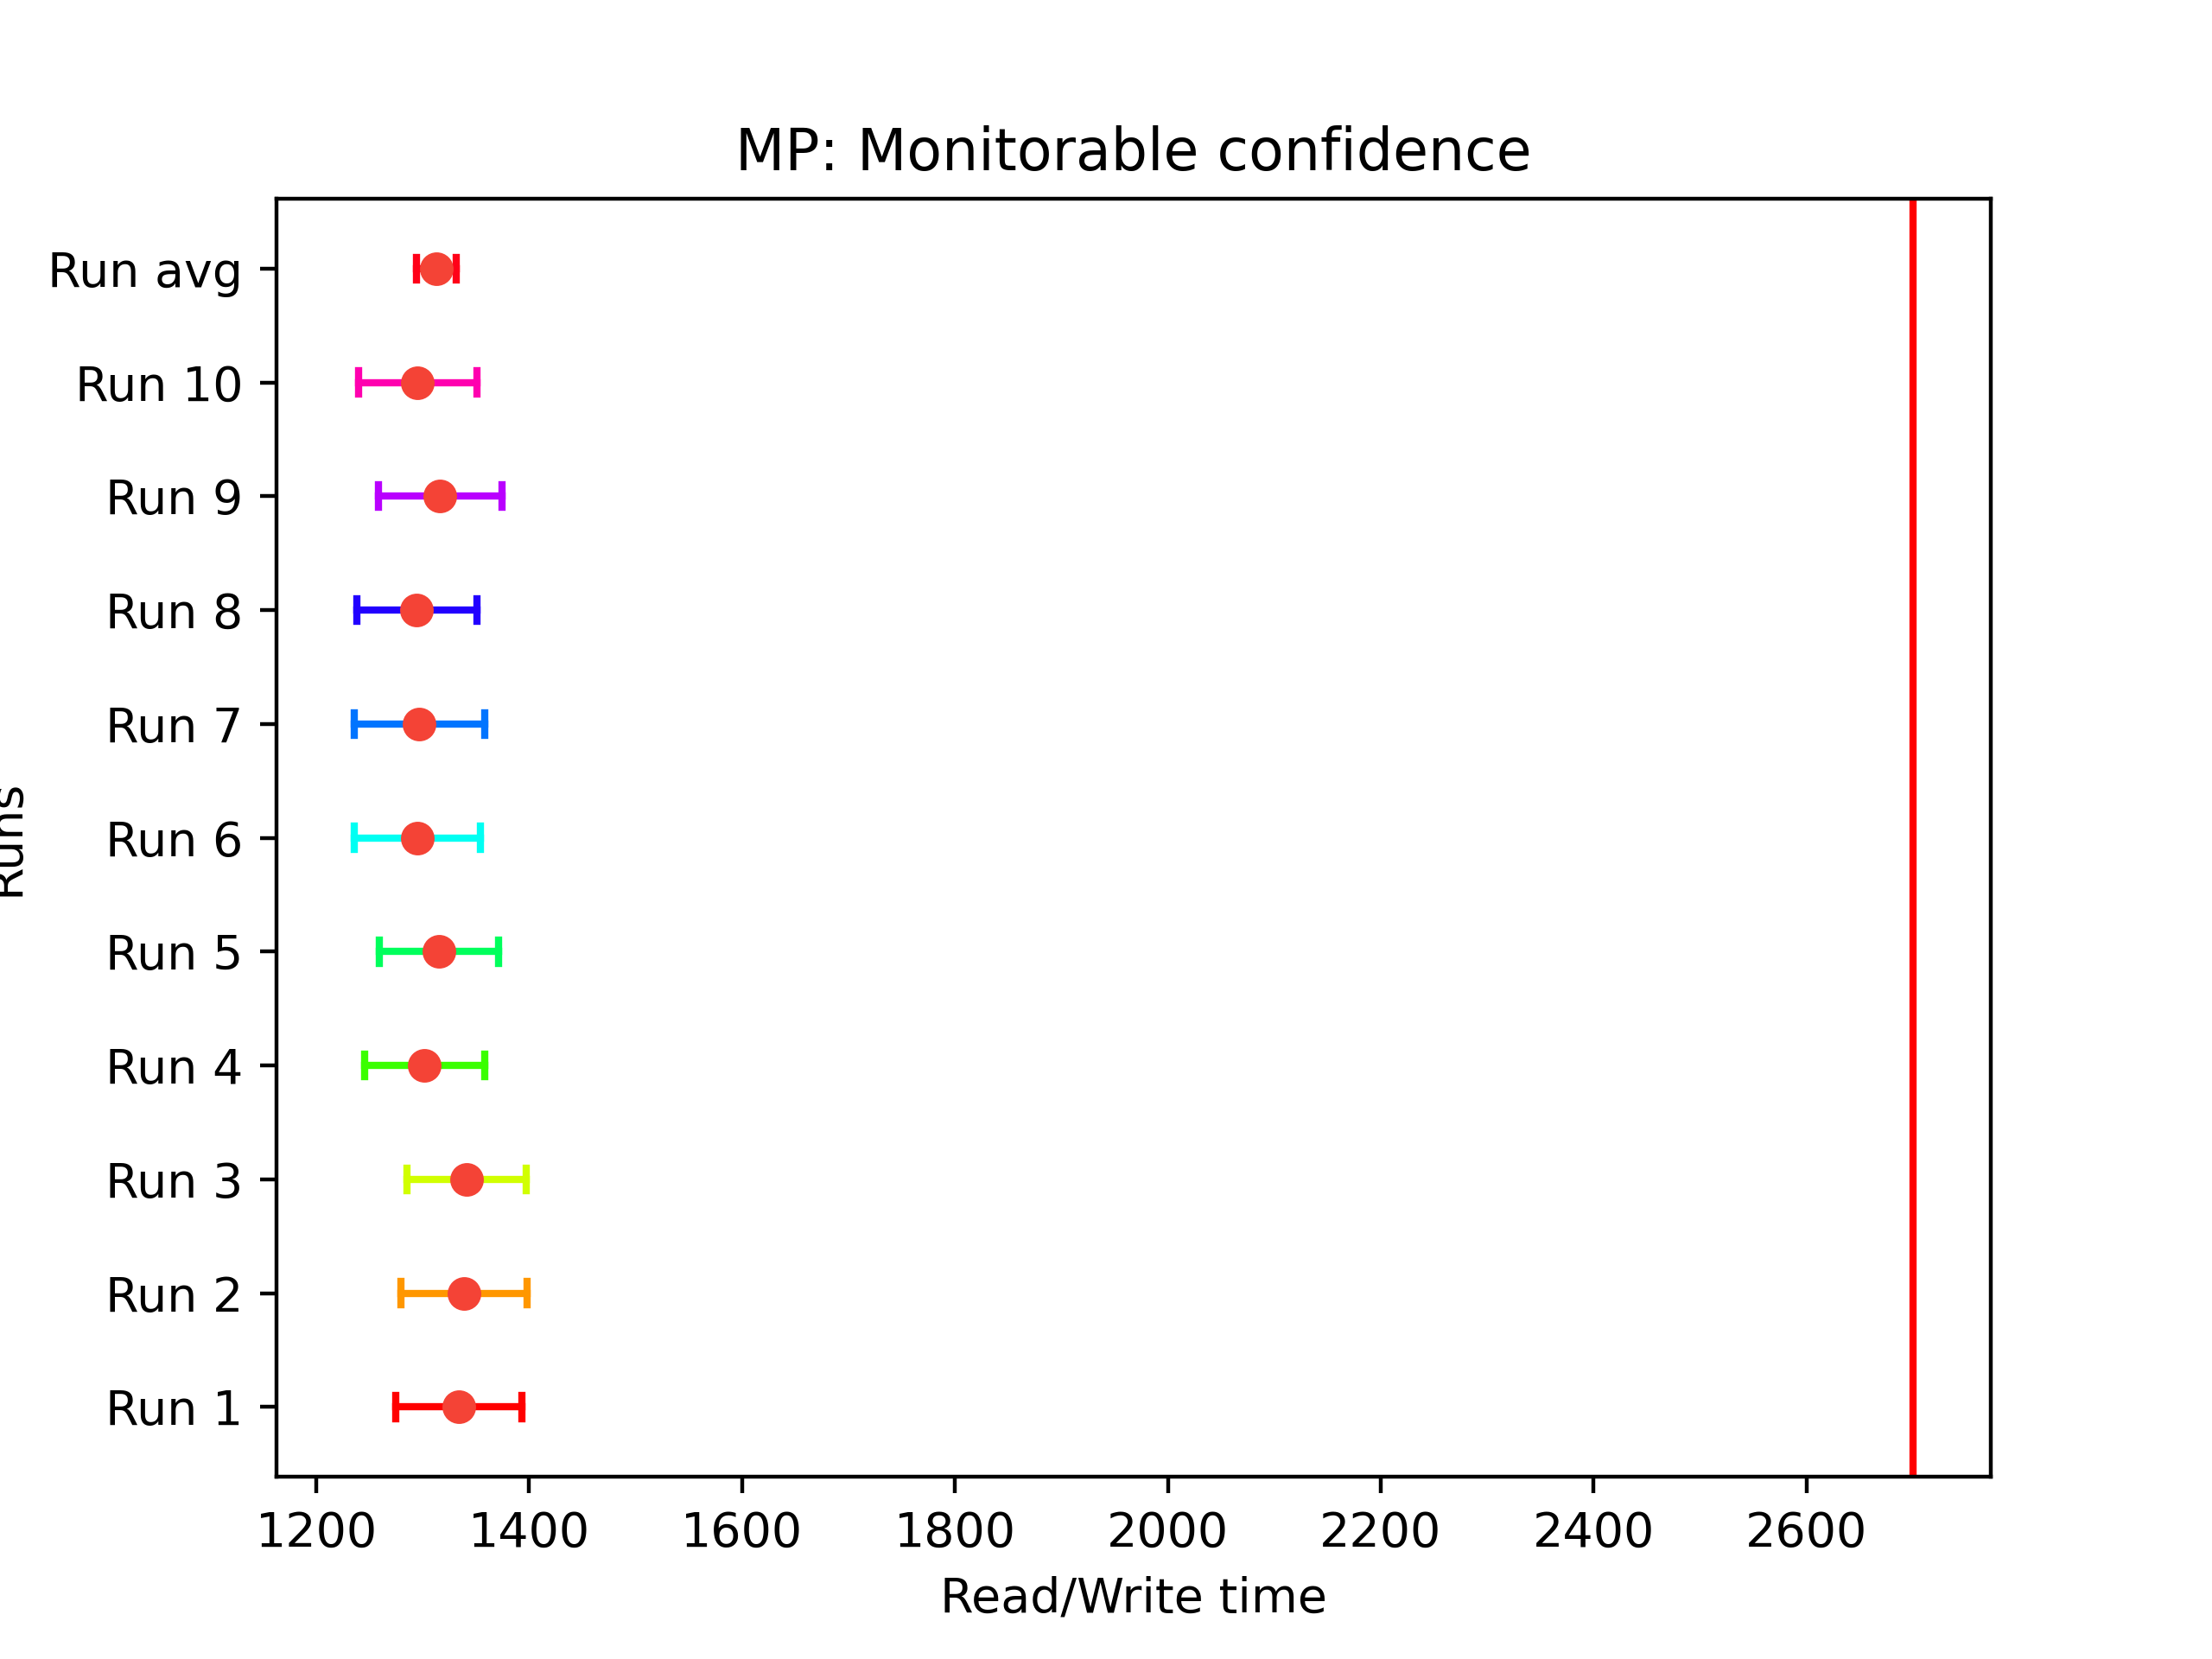 MP: Monitorable confidence
Run avg
Run 10
Run 9
Run 8
Run 7
Run 6
Run 5
Run 4
Run 3
Run 2
Run 1
Runs
1200 1400 1600 1800 2000 2200 2400 2600
Read/Write time